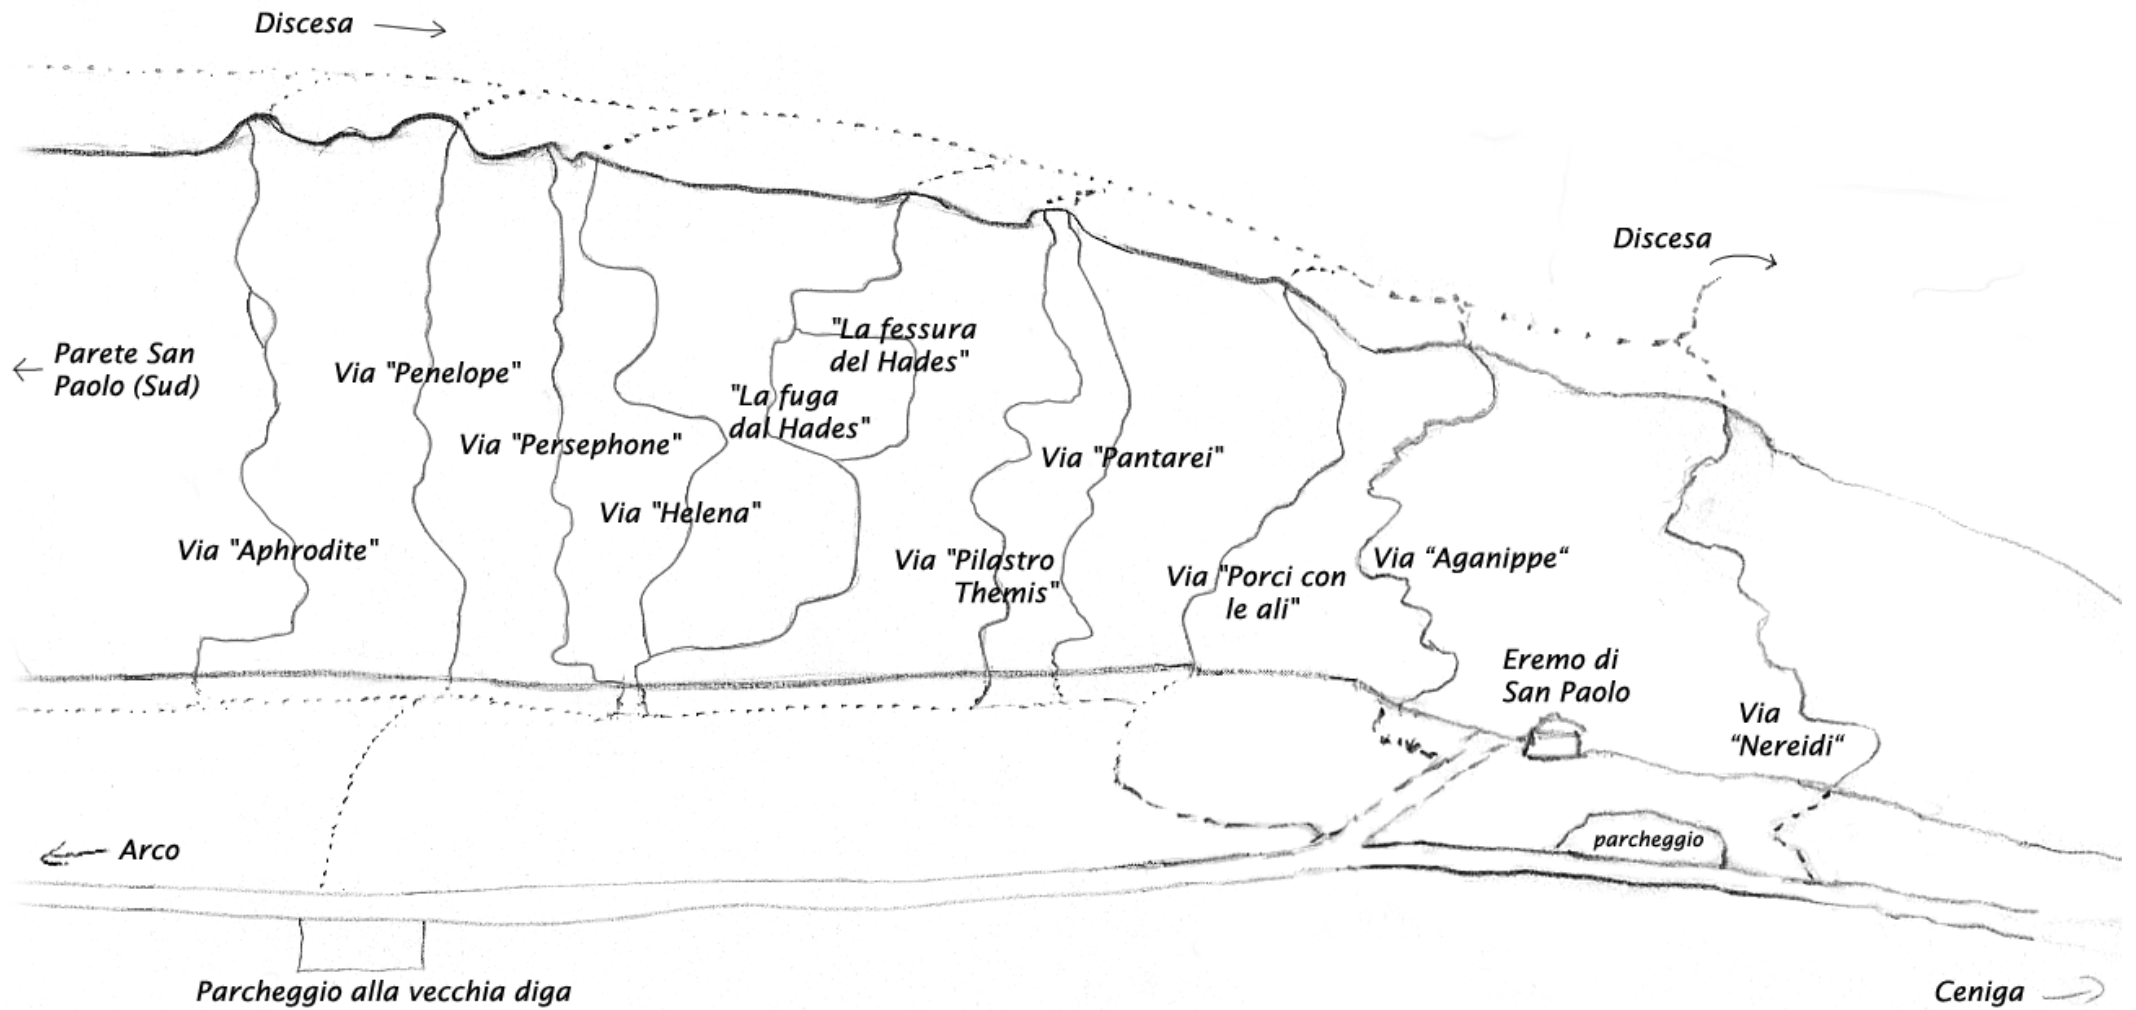 Discesa
Discesa
Parete San
Paolo (Sud)
"La fessura
del Hades"
Via "Penelope"
"La fuga
dal Hades"
Via "Persephone"
Via "Pantarei"
Via "Helena"
Via "Aphrodite"
Via "Pilastro
Themis"
Via "Porci con
le ali"
Via “Aganippe“
Eremo di
San Paolo
Via
“Nereidi“
parcheggio
Arco
Parcheggio alla vecchia diga
Ceniga